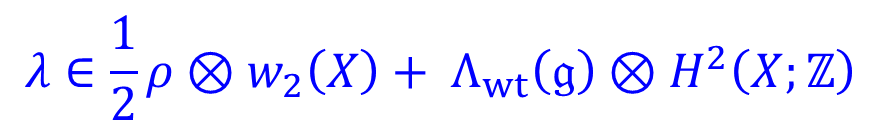 λ ∈ 1/2 ρ ⊗ w₂(X) + Λ_wt(𝔤) ⊗ H²(X; ℤ)